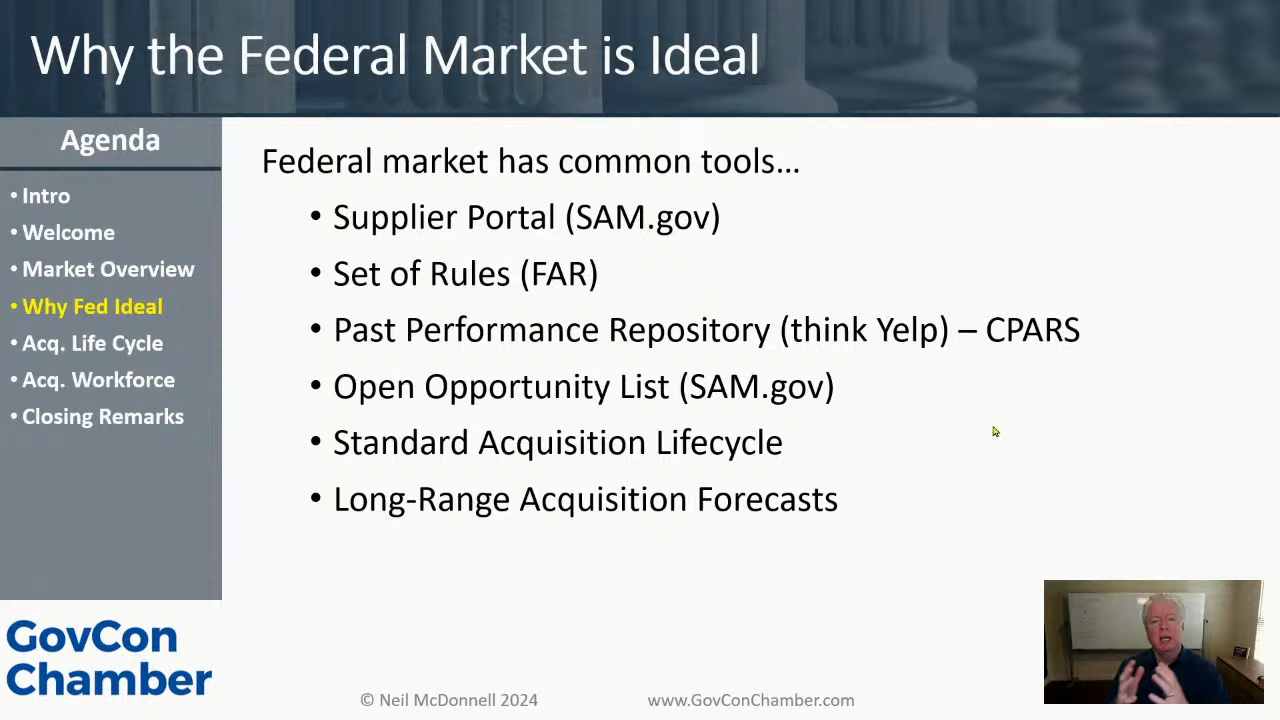 Why the Federal Market is Ideal
Agenda
• Intro
• Welcome
• Market Overview
• Why Fed Ideal
• Acq. Life Cycle
• Acq. Workforce
• Closing Remarks
Federal market has common tools...
• Supplier Portal (SAM.gov)
• Set of Rules (FAR)
• Past Performance Repository (think Yelp) – CPARS
• Open Opportunity List (SAM.gov)
• Standard Acquisition Lifecycle
• Long-Range Acquisition Forecasts
GovCon
Chamber
© Neil McDonnell 2024
www.GovConChamber.com